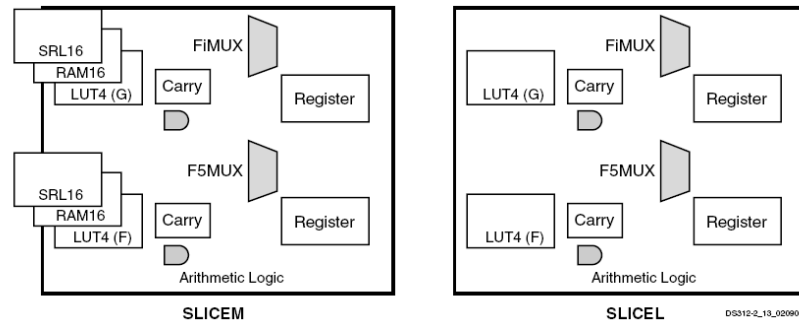 SRL16
RAM16
LUT4 (G)
FiMUX
Carry
Register
SRL16
RAM16
LUT4 (F)
F5MUX
Carry
Register
Arithmetic Logic
SLICEM
FiMUX
LUT4 (G)
Carry
Register
F5MUX
LUT4 (F)
Carry
Register
Arithmetic Logic
SLICEL
DS312-2_13_02090